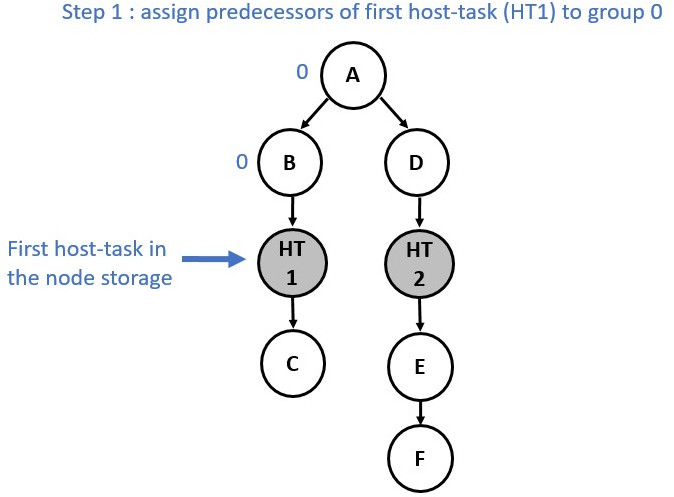 Step 1 : assign predecessors of first host-task (HT1) to group 0
0
A
0
B
D
First host-task in
the node storage
HT
1
HT
2
C
E
F